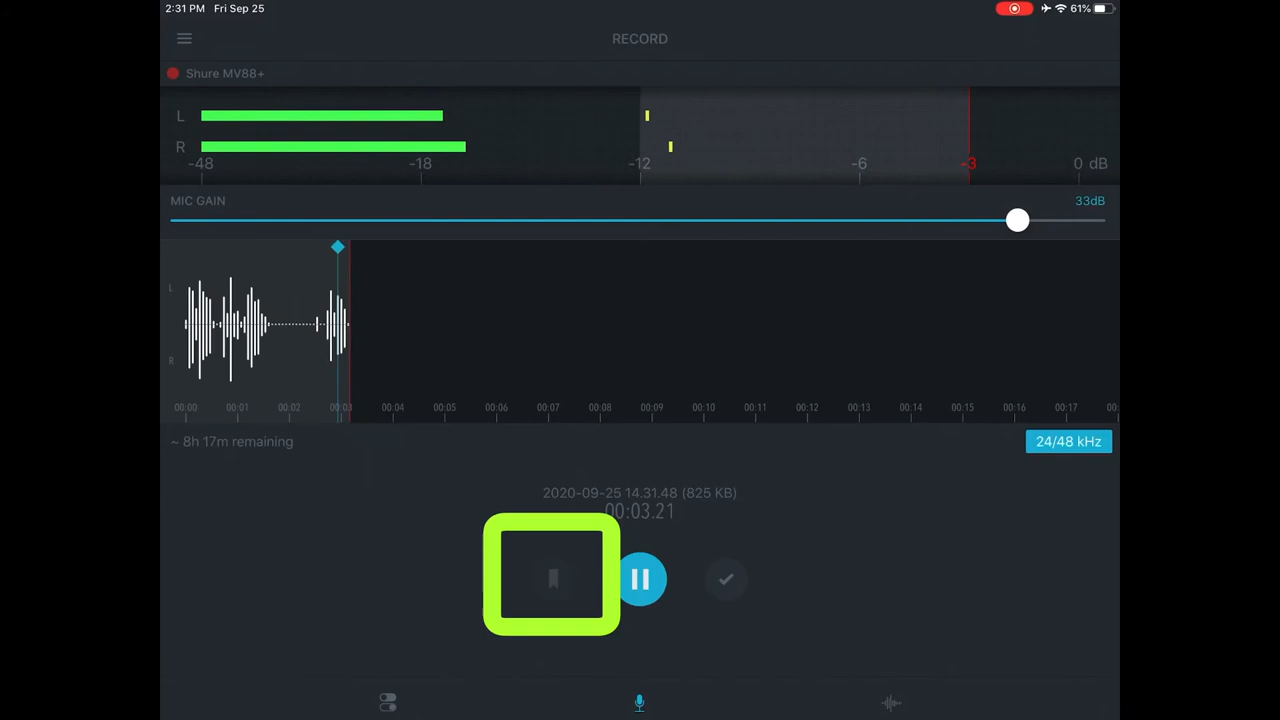 2:31 PM Fri Sep 25 61%
RECORD
Shure MV88+
L
R
-48 -18 -12 -6 -3 0 dB
MIC GAIN 33dB
L
R
00:00 00:01 00:02 00:03 00:04 00:05 00:06 00:07 00:08 00:09 00:10 00:11 00:12 00:13 00:14 00:15 00:16 00:17 00:
~ 8h 17m remaining 24/48 kHz
2020-09-25 14.31.48 (825 KB)
00:03.21